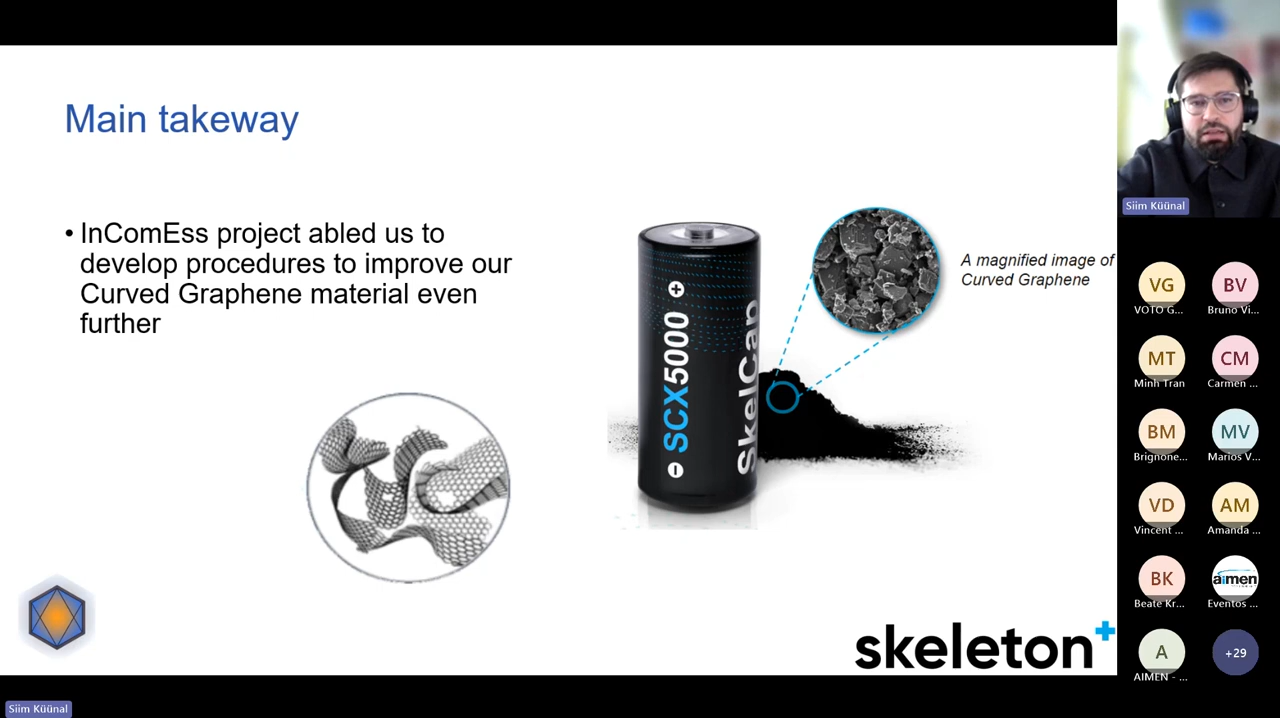 Main takeway
• InComEss project abled us to
develop procedures to improve our
Curved Graphene material even
further
A magnified image of
Curved Graphene
SCX5000
SkelCap
skeleton+
Siim Küünal
VG
VOTO G...
BV
Bruno Vi...
MT
Minh Tran
CM
Carmen ...
BM
Brignone...
MV
Marios V...
VD
Vincent ...
AM
Amanda ...
BK
Beate Kr...
aimen
Eventos ...
A
AIMEN - ...
+29
Siim Küünal